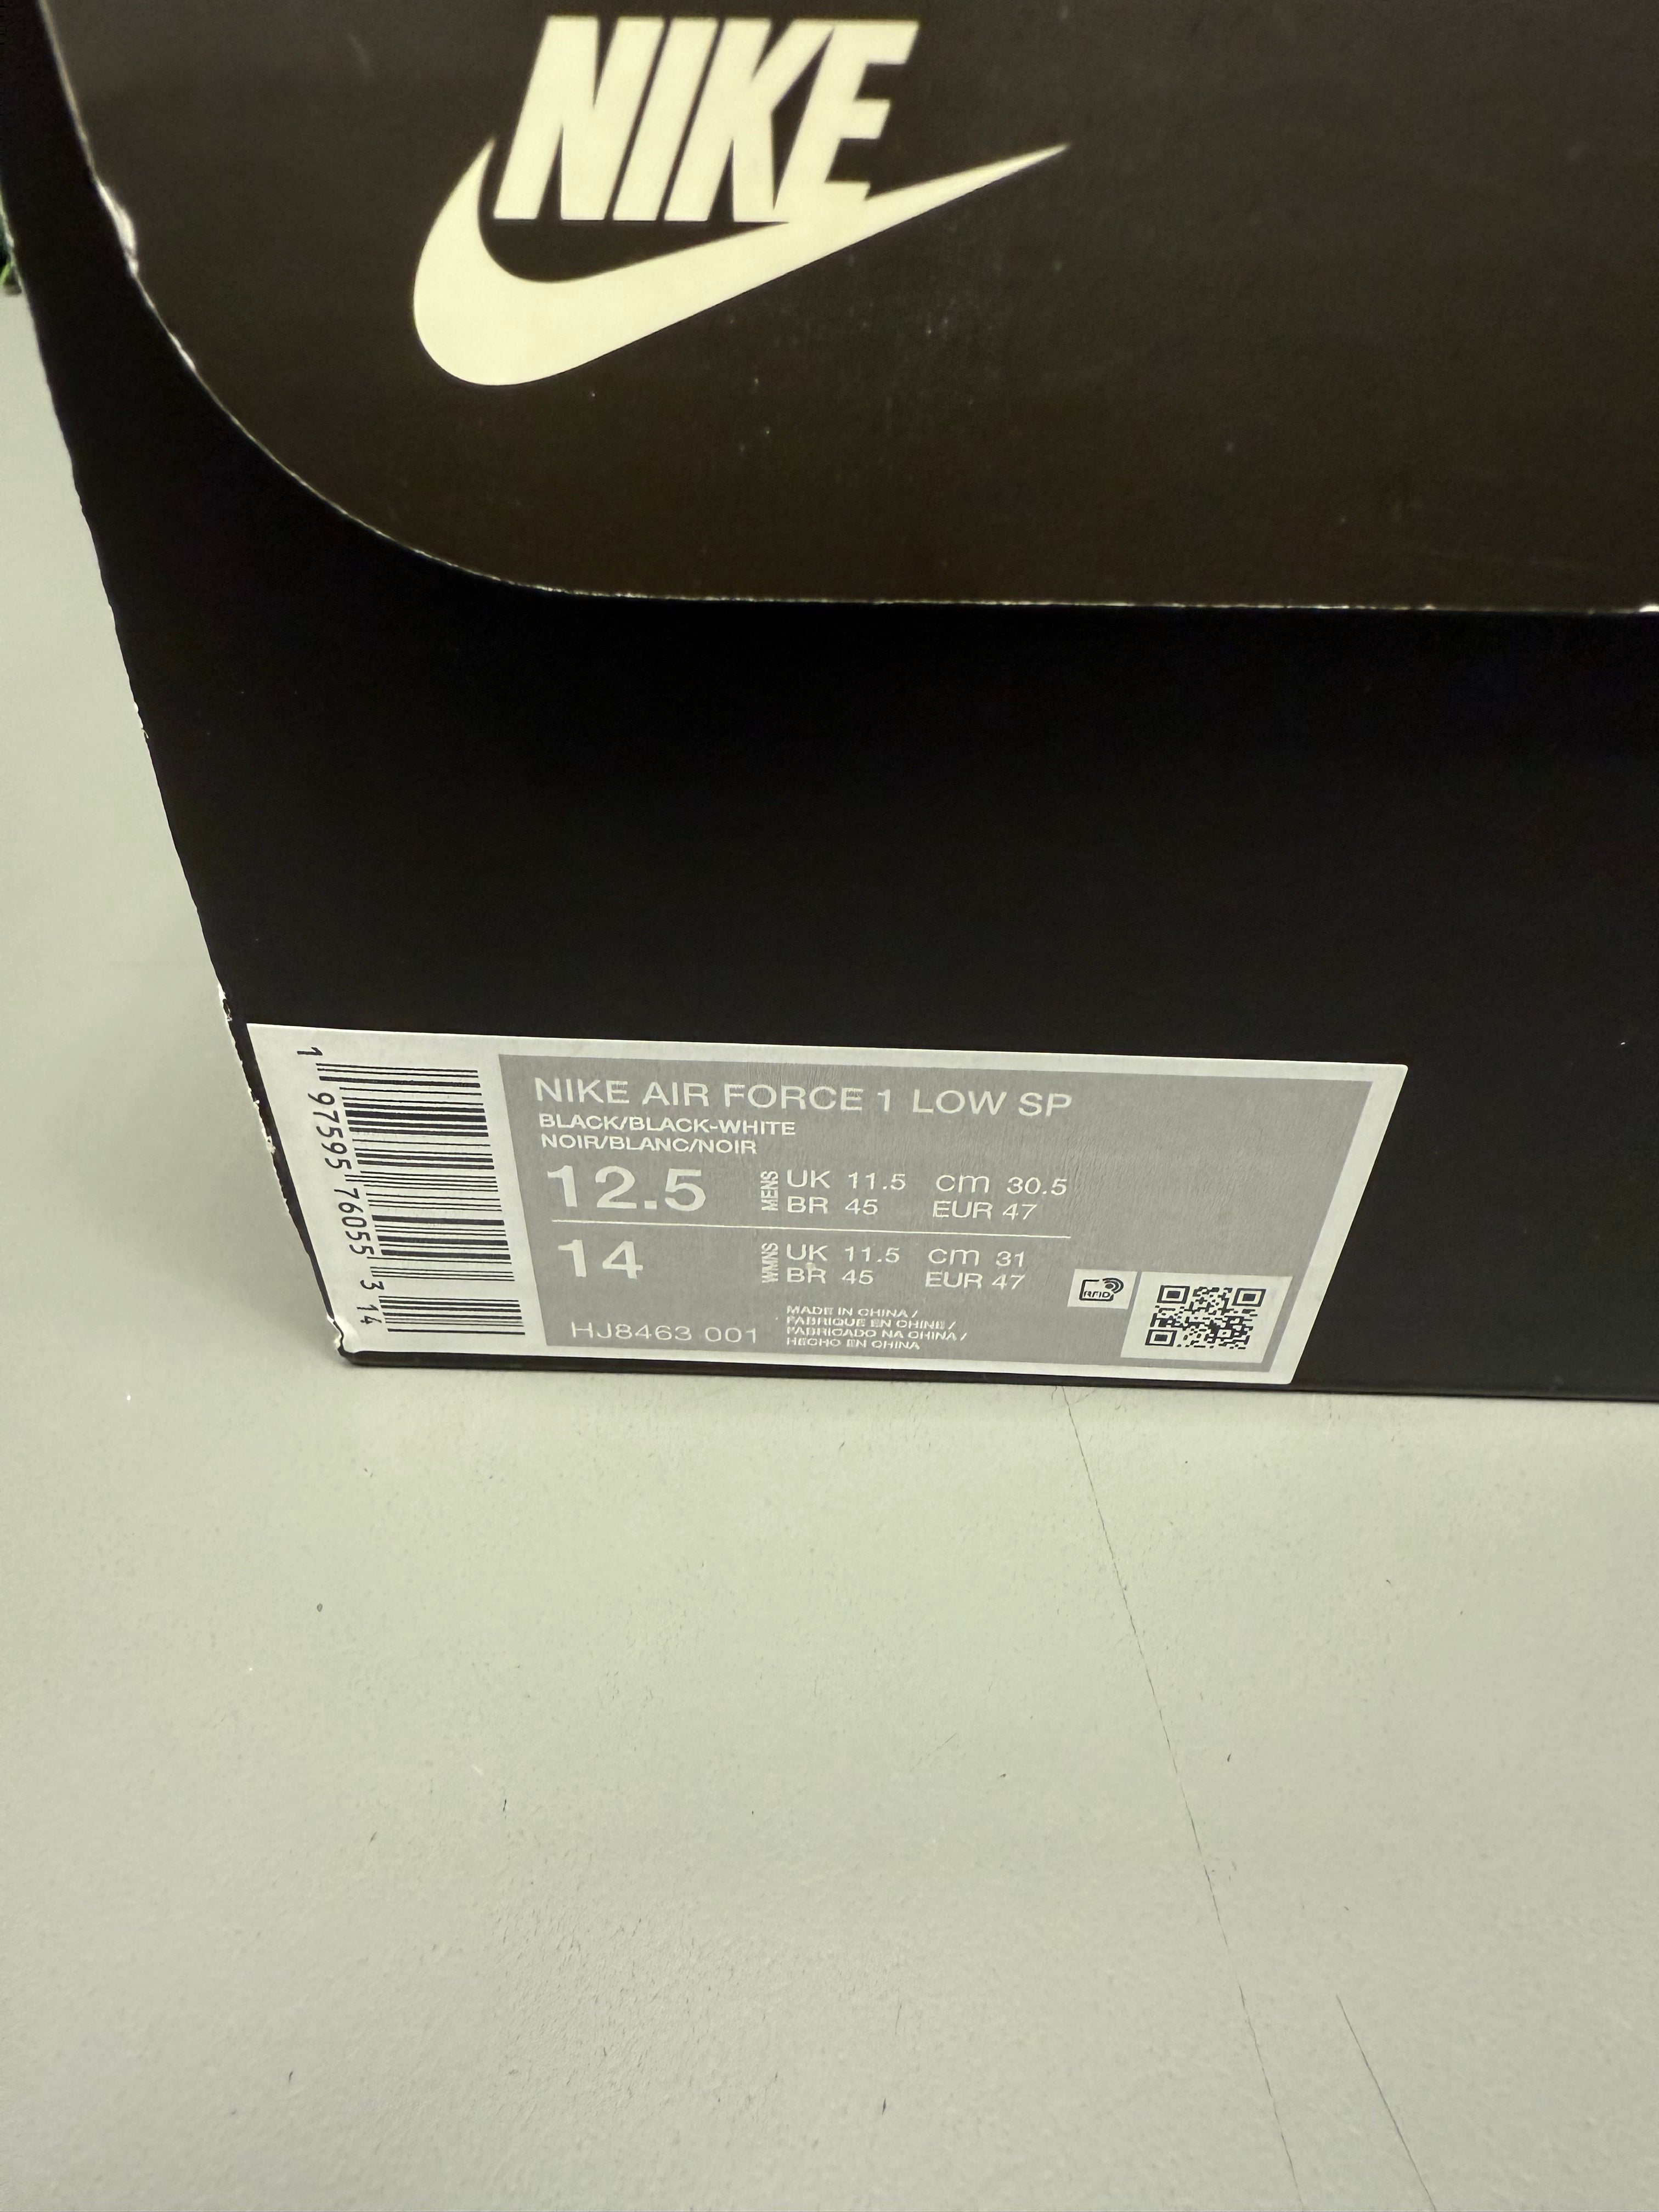 NIKE
NIKE AIR FORCE 1 LOW SP
BLACK/BLACK-WHITE
NOIR/BLANC/NOIR
12.5 MENS UK 11.5 cm 30.5
BR 45 EUR 47
14 WMNS UK 11.5 cm 31
BR 45 EUR 47
HJ8463 001
MADE IN CHINA /
FABRIQUE EN CHINE /
FABRICADO NA CHINA /
HECHO EN CHINA
RFID
1 97595 76055 3 14